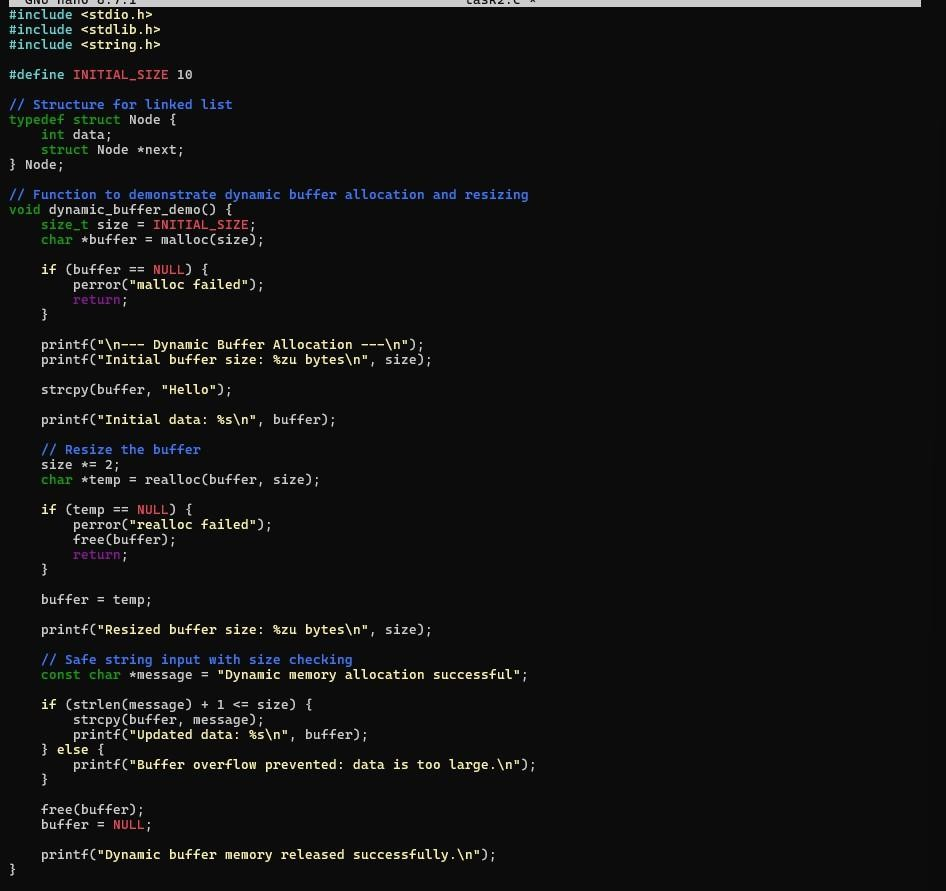 GNU nano 8.7.1 task2.c *
#include <stdio.h>
#include <stdlib.h>
#include <string.h>

#define INITIAL_SIZE 10

// Structure for linked list
typedef struct Node {
    int data;
    struct Node *next;
} Node;

// Function to demonstrate dynamic buffer allocation and resizing
void dynamic_buffer_demo() {
    size_t size = INITIAL_SIZE;
    char *buffer = malloc(size);

    if (buffer == NULL) {
        perror("malloc failed");
        return;
    }

    printf("\n--- Dynamic Buffer Allocation ---\n");
    printf("Initial buffer size: %zu bytes\n", size);

    strcpy(buffer, "Hello");

    printf("Initial data: %s\n", buffer);

    // Resize the buffer
    size *= 2;
    char *temp = realloc(buffer, size);

    if (temp == NULL) {
        perror("realloc failed");
        free(buffer);
        return;
    }

    buffer = temp;

    printf("Resized buffer size: %zu bytes\n", size);

    // Safe string input with size checking
    const char *message = "Dynamic memory allocation successful";

    if (strlen(message) + 1 <= size) {
        strcpy(buffer, message);
        printf("Updated data: %s\n", buffer);
    } else {
        printf("Buffer overflow prevented: data is too large.\n");
    }

    free(buffer);
    buffer = NULL;

    printf("Dynamic buffer memory released successfully.\n");
}